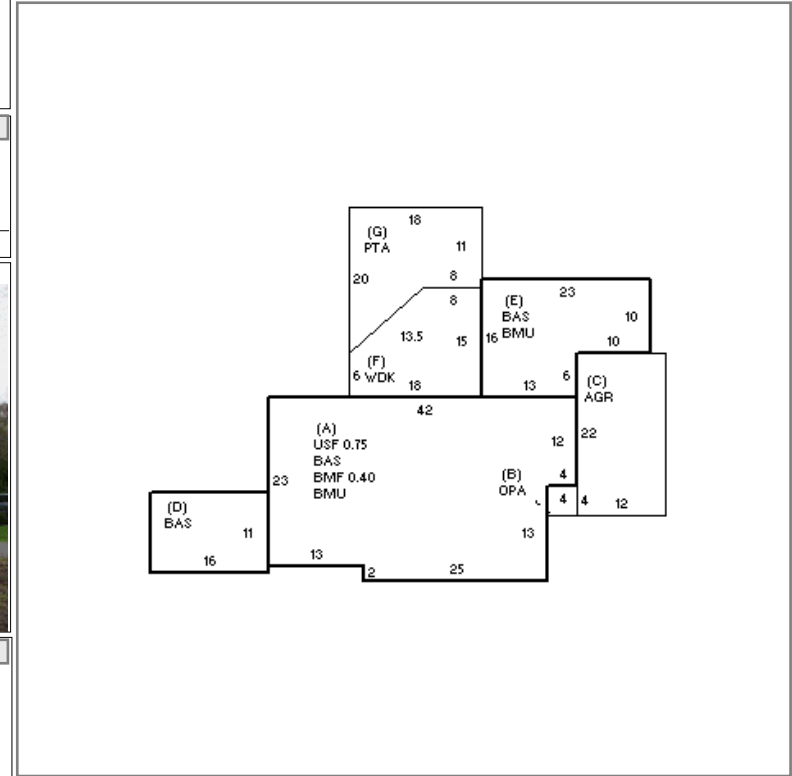 18
(G)
PTA
11
20
8
8
13.5
15
(F)
6 WDK
18
23
(E)
BAS
16 BMU
10
10
13
6
(C)
AGR
22
4 12
42
(A)
USF 0.75
BAS
BMF 0.40
BMU
12
23
(B)
OPA
4
4
13
13
2
25
(D)
BAS
11
16